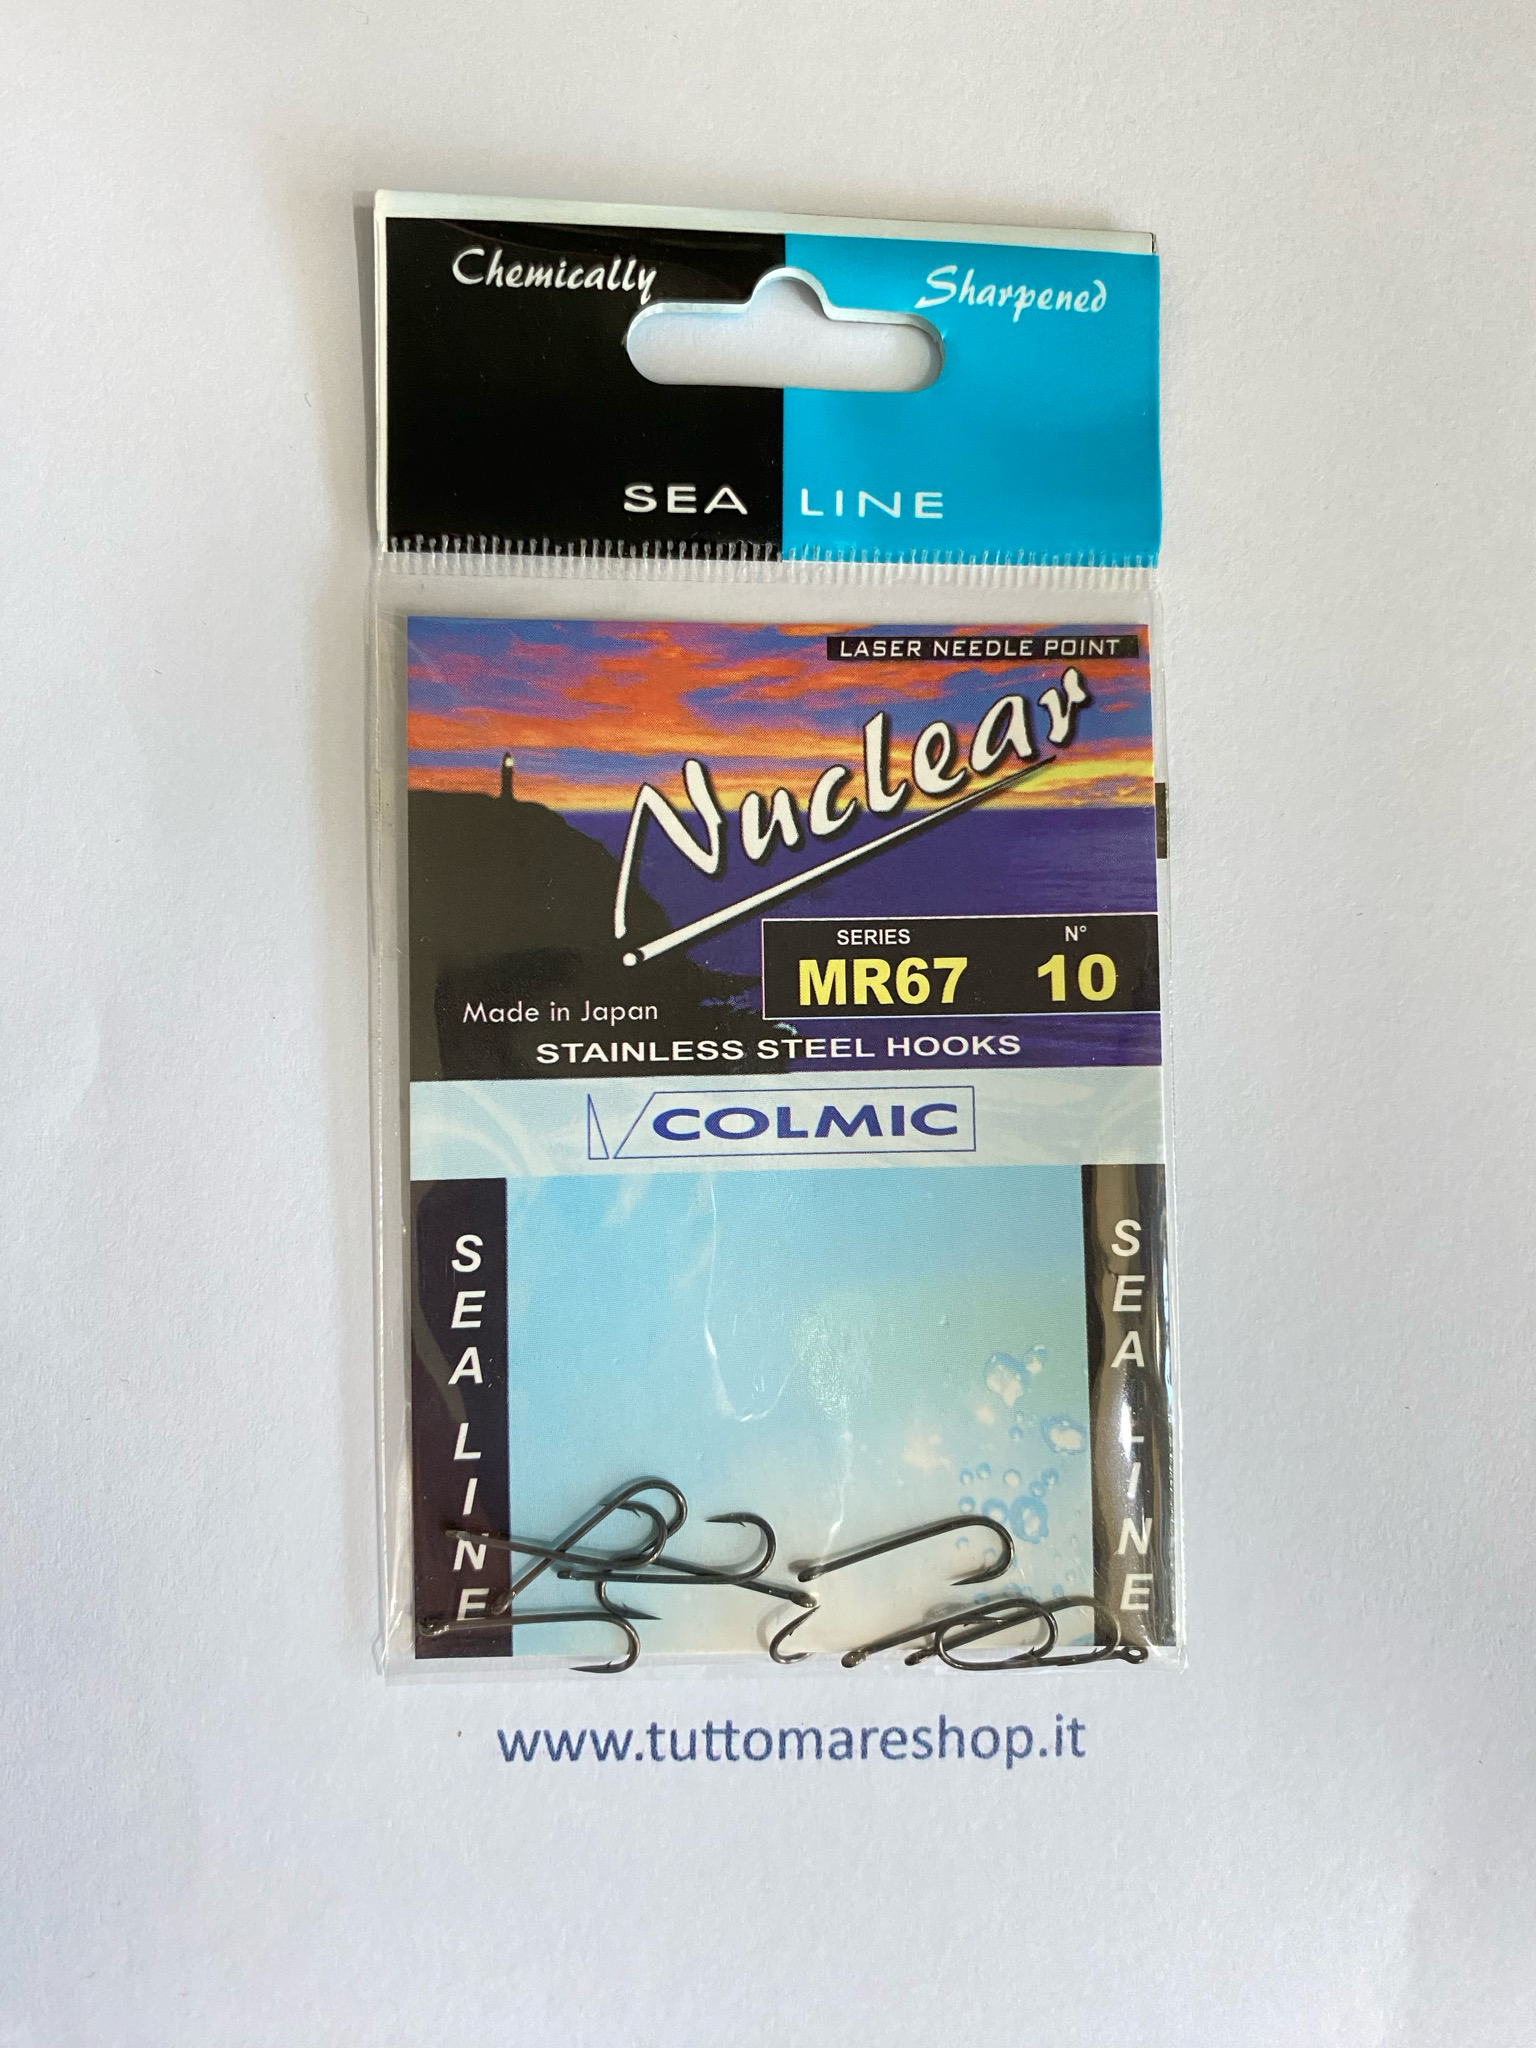 Chemically Sharpened
SEA LINE
LASER NEEDLE POINT
Nuclear
SERIES N°
MR67 10
Made in Japan
STAINLESS STEEL HOOKS
COLMIC
SEA LINE
SEA LINE
www.tuttomareshop.it